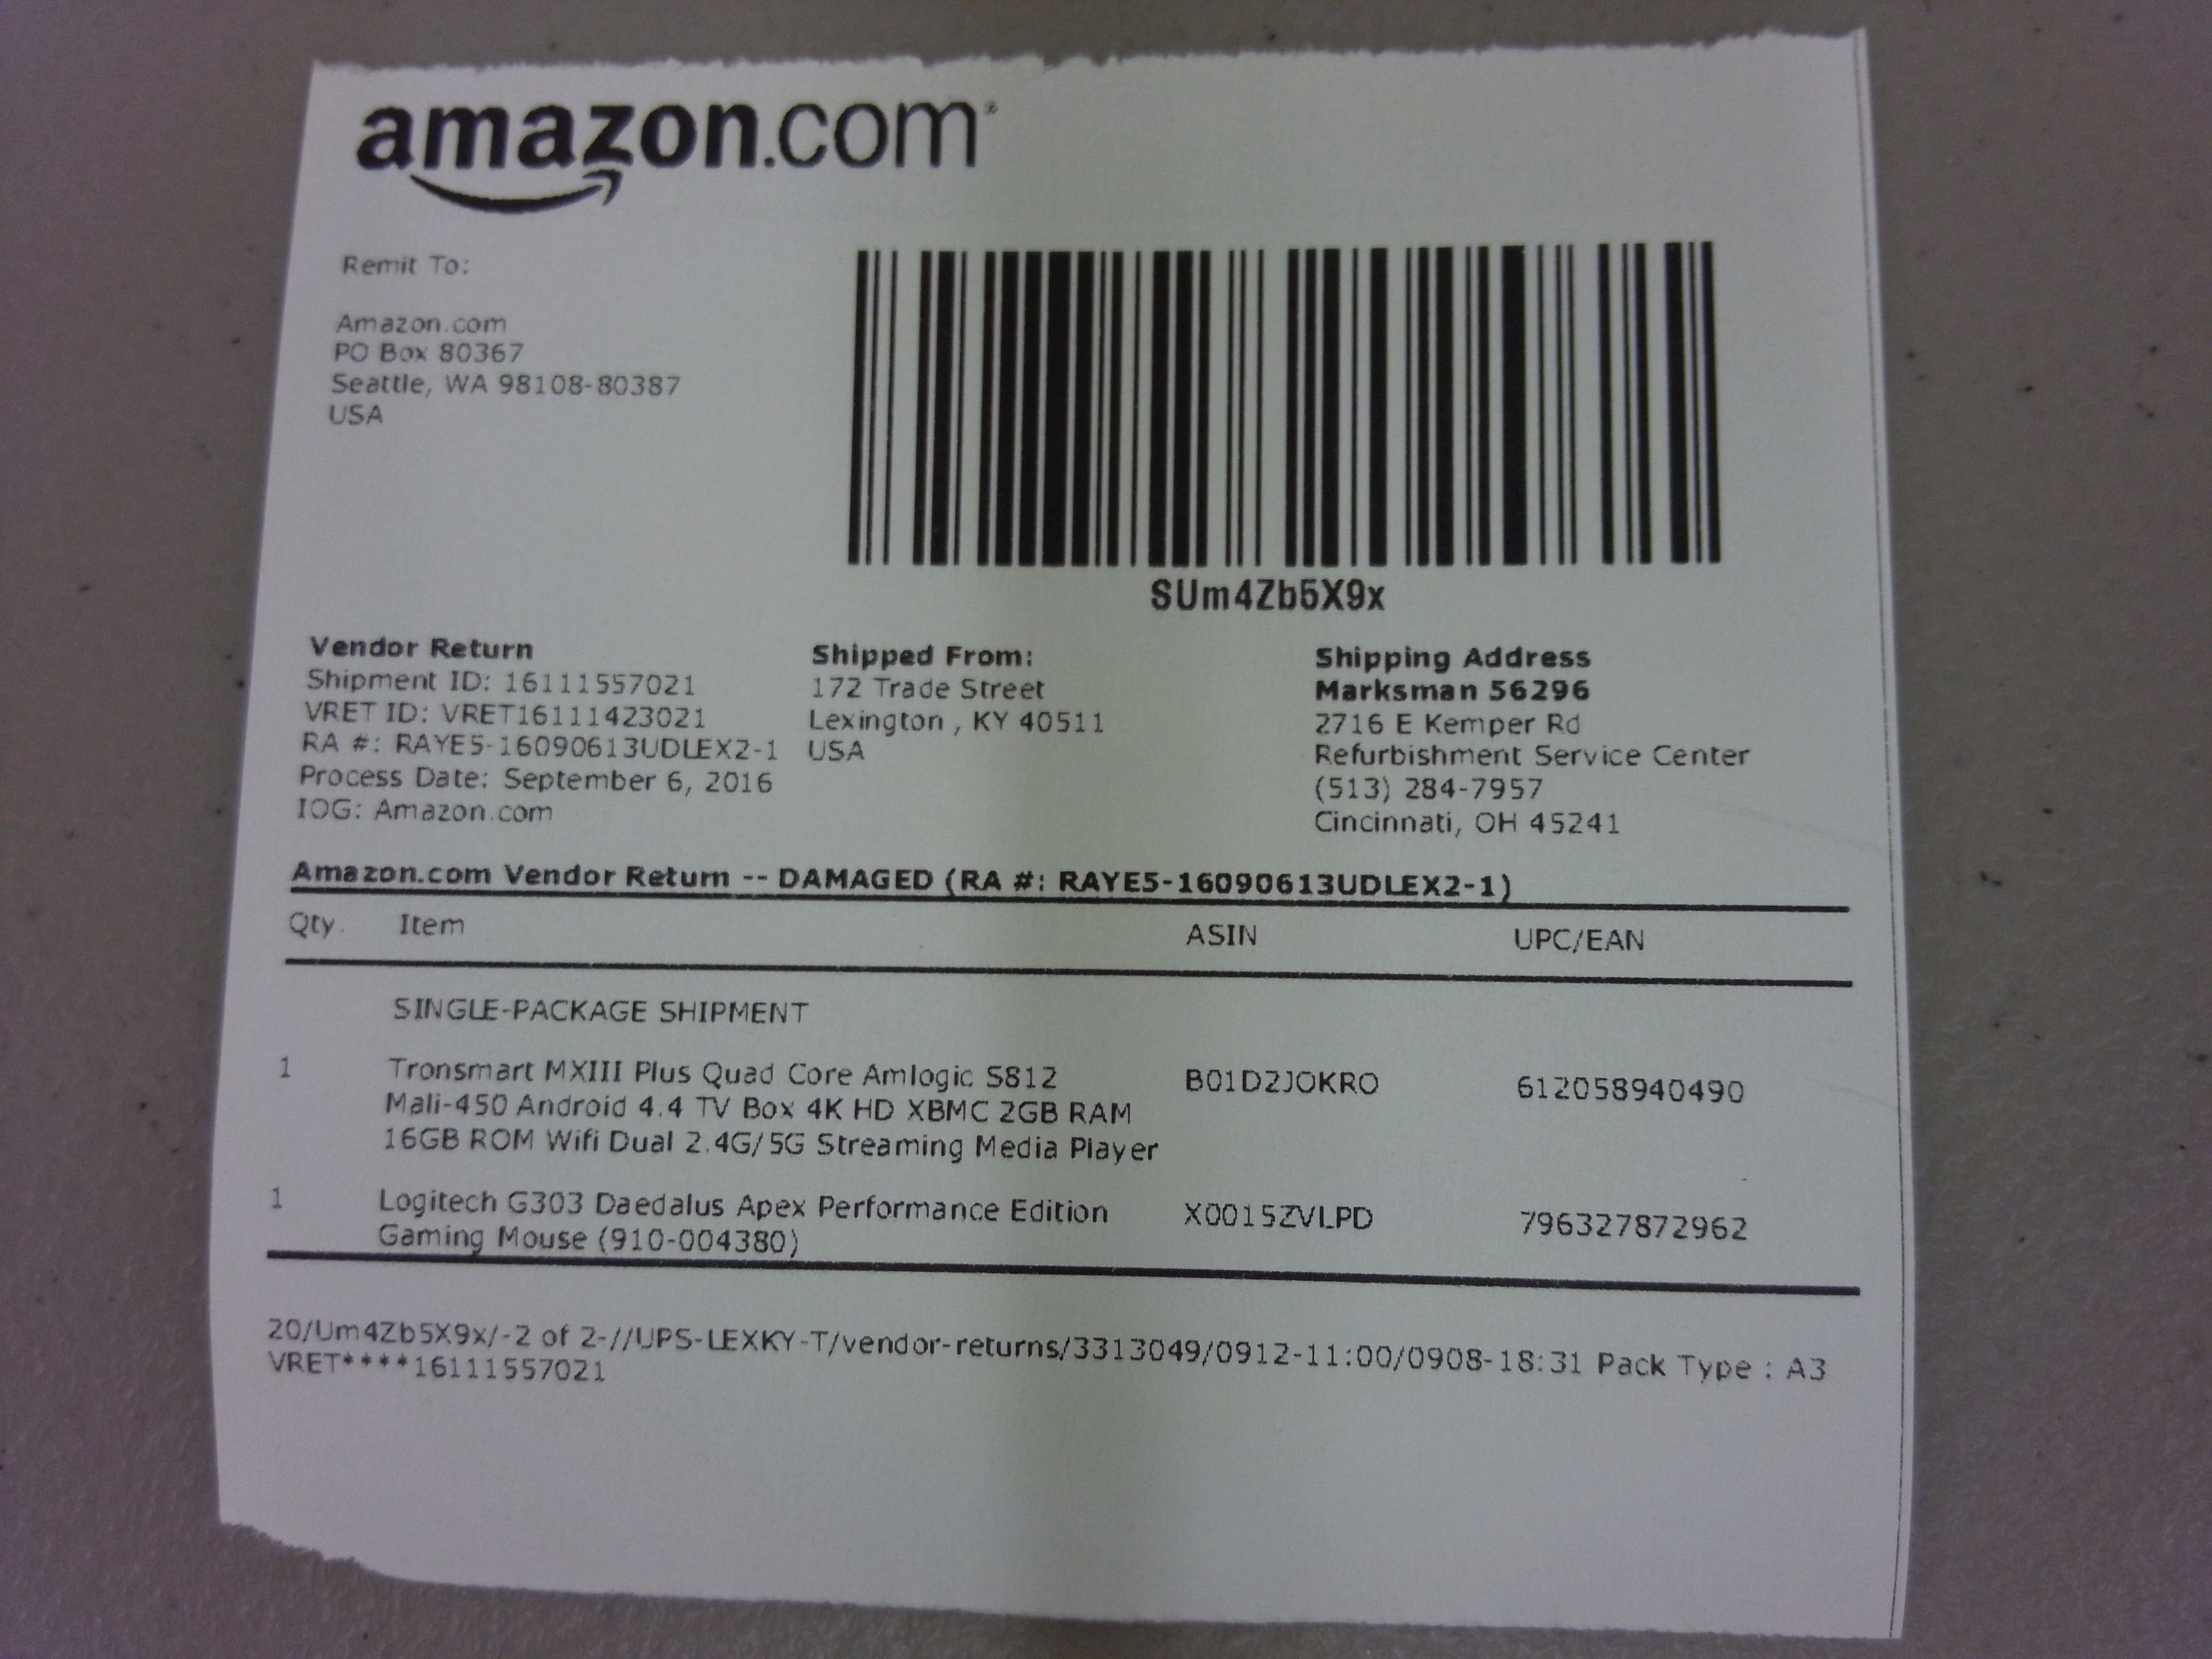 amazon.com
Remit To:
Amazon.com
PO Box 80367
Seattle, WA 98108-80387
USA
SUm4Zb5X9x
Vendor Return
Shipment ID: 16111557021
VRET ID: VRET16111423021
RA #: RAYE5-16090613UDLEX2-1
Process Date: September 6, 2016
IOG: Amazon.com
Shipped From:
172 Trade Street
Lexington , KY 40511
USA
Shipping Address
Marksman 56296
2716 E Kemper Rd
Refurbishment Service Center
(513) 284-7957
Cincinnati, OH 45241
Amazon.com Vendor Return -- DAMAGED (RA #: RAYE5-16090613UDLEX2-1)
Qty. Item ASIN UPC/EAN
SINGLE-PACKAGE SHIPMENT
1 Tronsmart MXIII Plus Quad Core Amlogic S812 B01D2JOKRO 612058940490
Mali-450 Android 4.4 TV Box 4K HD XBMC 2GB RAM
16GB ROM Wifi Dual 2.4G/5G Streaming Media Player
1 Logitech G303 Daedalus Apex Performance Edition X0015ZVLPD 796327872962
Gaming Mouse (910-004380)
20/Um4Zb5X9x/-2 of 2-//UPS-LEXKY-T/vendor-returns/3313049/0912-11:00/0908-18:31 Pack Type : A3
VRET****16111557021